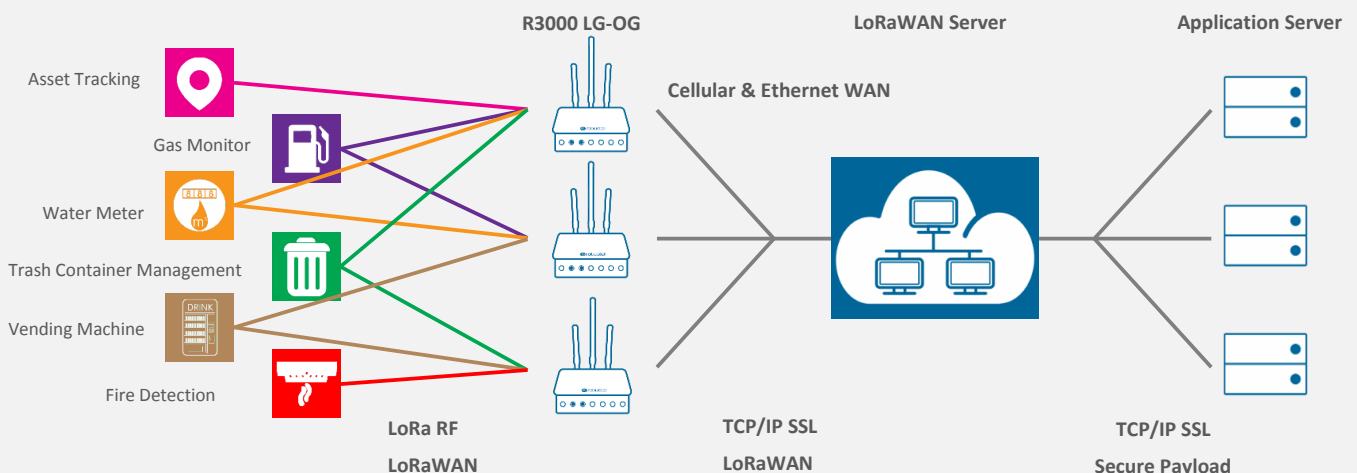 R3000 LG-OG
LoRaWAN Server
Application Server
Asset Tracking
Cellular & Ethernet WAN
Gas Monitor
Water Meter
Trash Container Management
DRINK
Vending Machine
Fire Detection
LoRa RF
TCP/IP SSL
TCP/IP SSL
LoRaWAN
LoRaWAN
Secure Payload